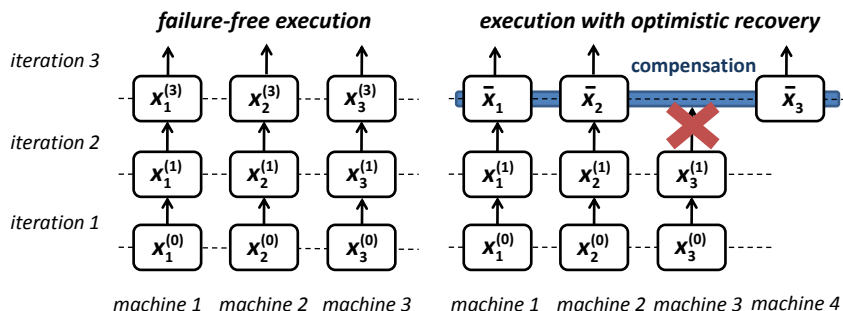 failure-free execution
execution with optimistic recovery
iteration 3
compensation
x₁⁽³⁾ x₂⁽³⁾ x₃⁽³⁾ x̄₁ x̄₂ x̄₃
iteration 2
x₁⁽¹⁾ x₂⁽¹⁾ x₃⁽¹⁾ x₁⁽¹⁾ x₂⁽¹⁾ x₃⁽¹⁾
iteration 1
x₁⁽⁰⁾ x₂⁽⁰⁾ x₃⁽⁰⁾ x₁⁽⁰⁾ x₂⁽⁰⁾ x₃⁽⁰⁾
machine 1 machine 2 machine 3 machine 1 machine 2 machine 3 machine 4